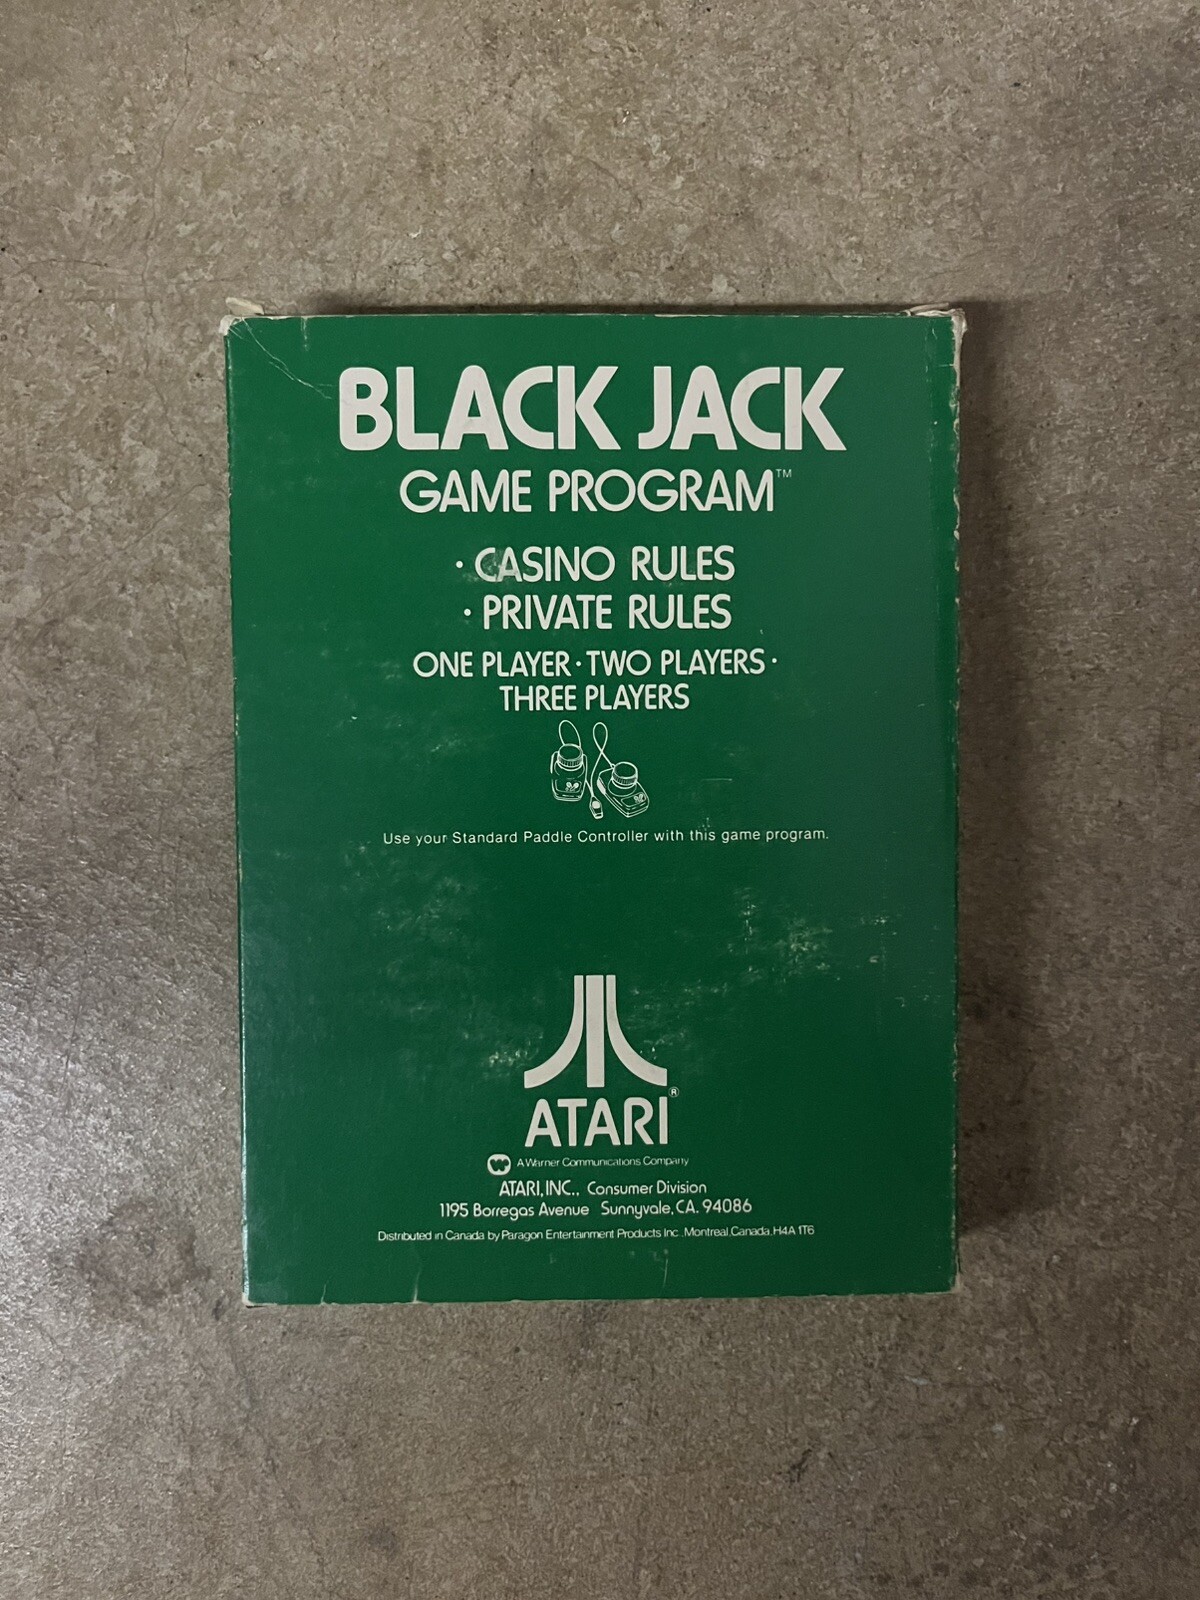 BLACK JACK
GAME PROGRAM™
· CASINO RULES
· PRIVATE RULES
ONE PLAYER · TWO PLAYERS ·
THREE PLAYERS
Use your Standard Paddle Controller with this game program.
ATARI®
A Warner Communications Company
ATARI, INC., Consumer Division
1195 Borregas Avenue Sunnyvale, CA. 94086
Distributed in Canada by Paragon Entertainment Products Inc. Montreal, Canada, H4A 1T6